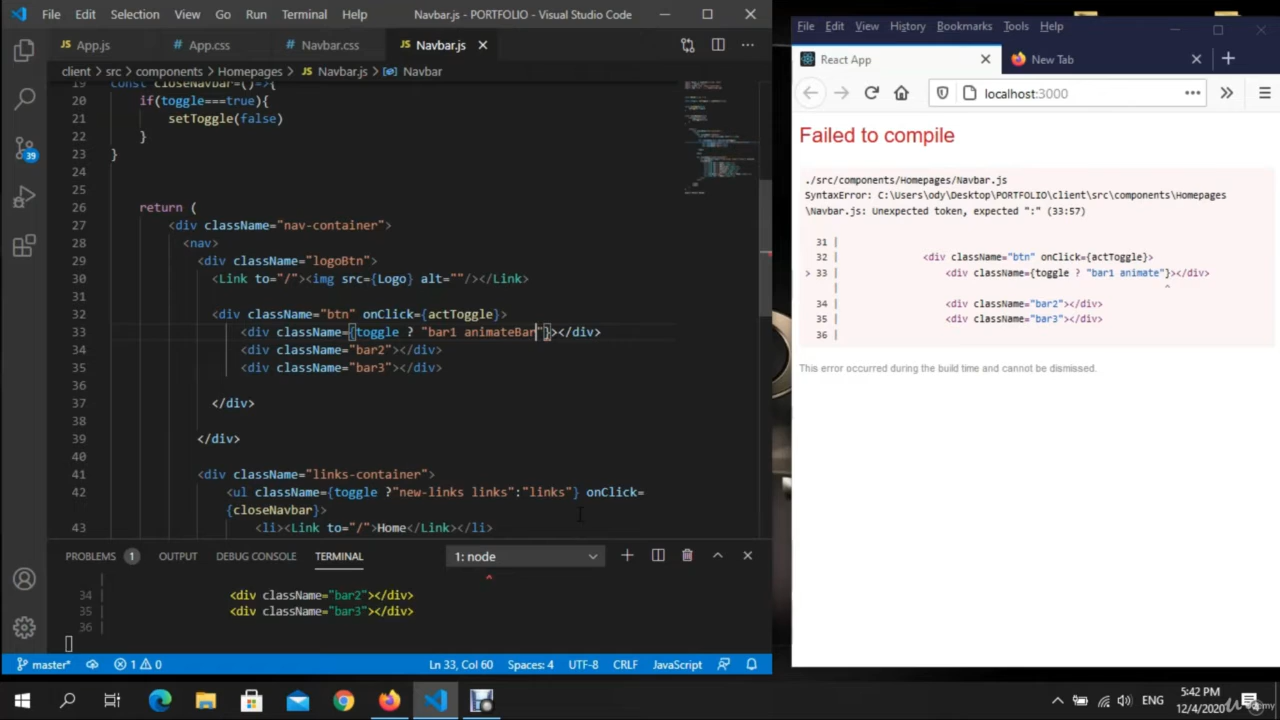 File Edit Selection View Go Run Terminal Help Navbar.js - PORTFOLIO - Visual Studio Code
App.js App.css Navbar.css Navbar.js
client > src > components > Homepages > Navbar.js > Navbar
19 const closeNavbar=()=>{
20 if(toggle===true){
21 setToggle(false)
22 }
23 }
24
25
26 return (
27 <div className="nav-container">
28 <nav>
29 <div className="logoBtn">
30 <Link to="/"><img src={Logo} alt=""/></Link>
31
32 <div className="btn" onClick={actToggle}>
33 <div className={toggle ? "bar1 animateBar"}></div>
34 <div className="bar2"></div>
35 <div className="bar3"></div>
36
37 </div>
38
39 </div>
40
41 <div className="links-container">
42 <ul className={toggle ?"new-links links":"links"} onClick=
{closeNavbar}>
43 <li><Link to="/">Home</Link></li>
PROBLEMS 1 OUTPUT DEBUG CONSOLE TERMINAL 1: node
^
34 | <div className="bar2"></div>
35 | <div className="bar3"></div>
36 |
39
master* 1 0 Ln 33, Col 60 Spaces: 4 UTF-8 CRLF JavaScript
File Edit View History Bookmarks Tools Help
React App New Tab
localhost:3000
Failed to compile
./src/components/Homepages/Navbar.js
SyntaxError: C:\Users\ody\Desktop\PORTFOLIO\client\src\components\Homepages
\Navbar.js: Unexpected token, expected ":" (33:57)
31 |
32 | <div className="btn" onClick={actToggle}>
> 33 | <div className={toggle ? "bar1 animate"}></div>
| ^
34 | <div className="bar2"></div>
35 | <div className="bar3"></div>
36 |
This error occurred during the build time and cannot be dismissed.
ENG
5:42 PM
12/4/2020